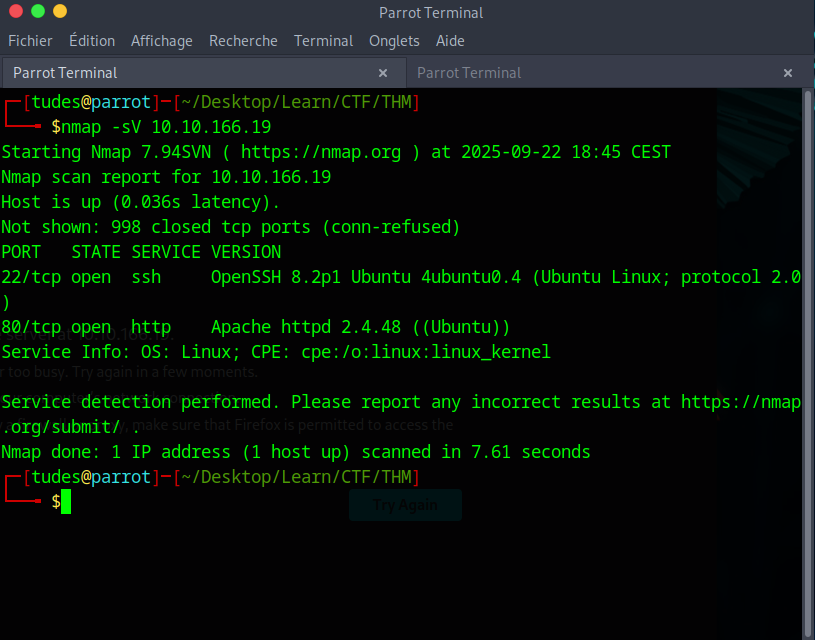 Parrot Terminal
Fichier Édition Affichage Recherche Terminal Onglets Aide
Parrot Terminal × Parrot Terminal ×
┌─[tudes@parrot]─[~/Desktop/Learn/CTF/THM]
└──╼ $nmap -sV 10.10.166.19
Starting Nmap 7.94SVN ( https://nmap.org ) at 2025-09-22 18:45 CEST
Nmap scan report for 10.10.166.19
Host is up (0.036s latency).
Not shown: 998 closed tcp ports (conn-refused)
PORT   STATE SERVICE VERSION
22/tcp open  ssh     OpenSSH 8.2p1 Ubuntu 4ubuntu0.4 (Ubuntu Linux; protocol 2.0
)
80/tcp open  http    Apache httpd 2.4.48 ((Ubuntu))
Service Info: OS: Linux; CPE: cpe:/o:linux:linux_kernel
too busy. Try again in a few moments.
Service detection performed. Please report any incorrect results at https://nmap
.org/submit/ .
make sure that Firefox is permitted to access the
Nmap done: 1 IP address (1 host up) scanned in 7.61 seconds
┌─[tudes@parrot]─[~/Desktop/Learn/CTF/THM]
└──╼ $
Try Again